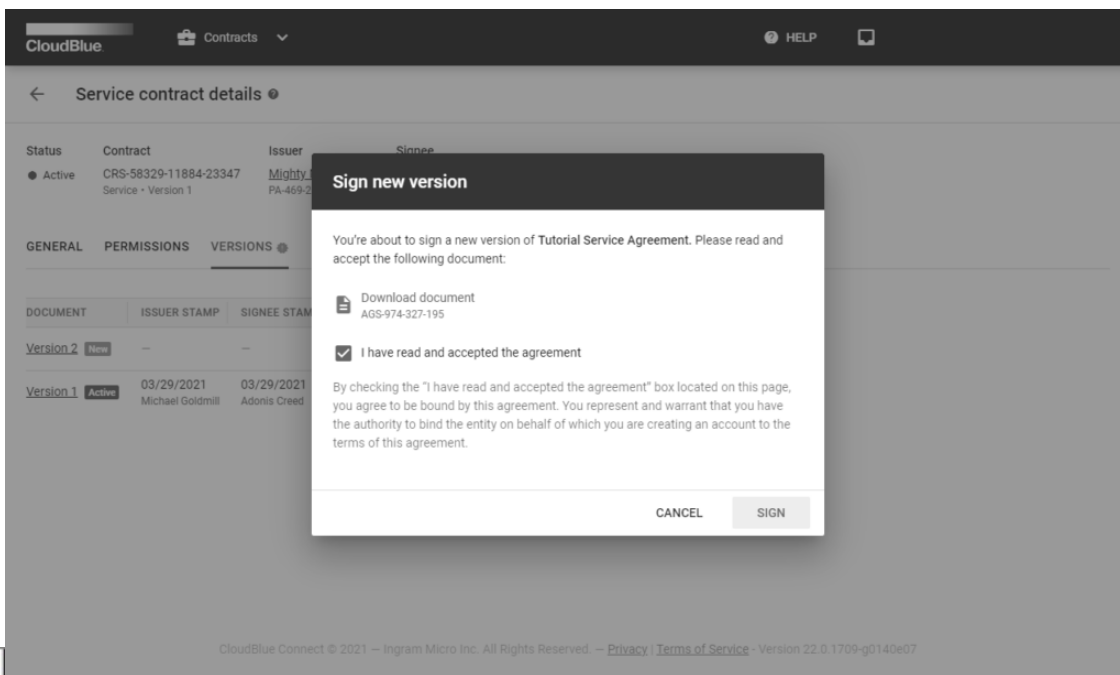 CloudBlue
Contracts
HELP
Service contract details
Status Contract Issuer Signee
Active CRS-58329-11884-23347 Mighty
Service • Version 1 PA-469-2
Sign new version
GENERAL PERMISSIONS VERSIONS
You're about to sign a new version of Tutorial Service Agreement. Please read and
accept the following document:
Download document
AGS-974-327-195
DOCUMENT ISSUER STAMP SIGNEE STAM
Version 2 New — —
I have read and accepted the agreement
Version 1 Active 03/29/2021 03/29/2021
Michael Goldmill Adonis Creed
By checking the "I have read and accepted the agreement" box located on this page,
you agree to be bound by this agreement. You represent and warrant that you have
the authority to bind the entity on behalf of which you are creating an account to the
terms of this agreement.
CANCEL SIGN
CloudBlue Connect © 2021 — Ingram Micro Inc. All Rights Reserved. — Privacy | Terms of Service - Version 22.0.1709-g0140e07